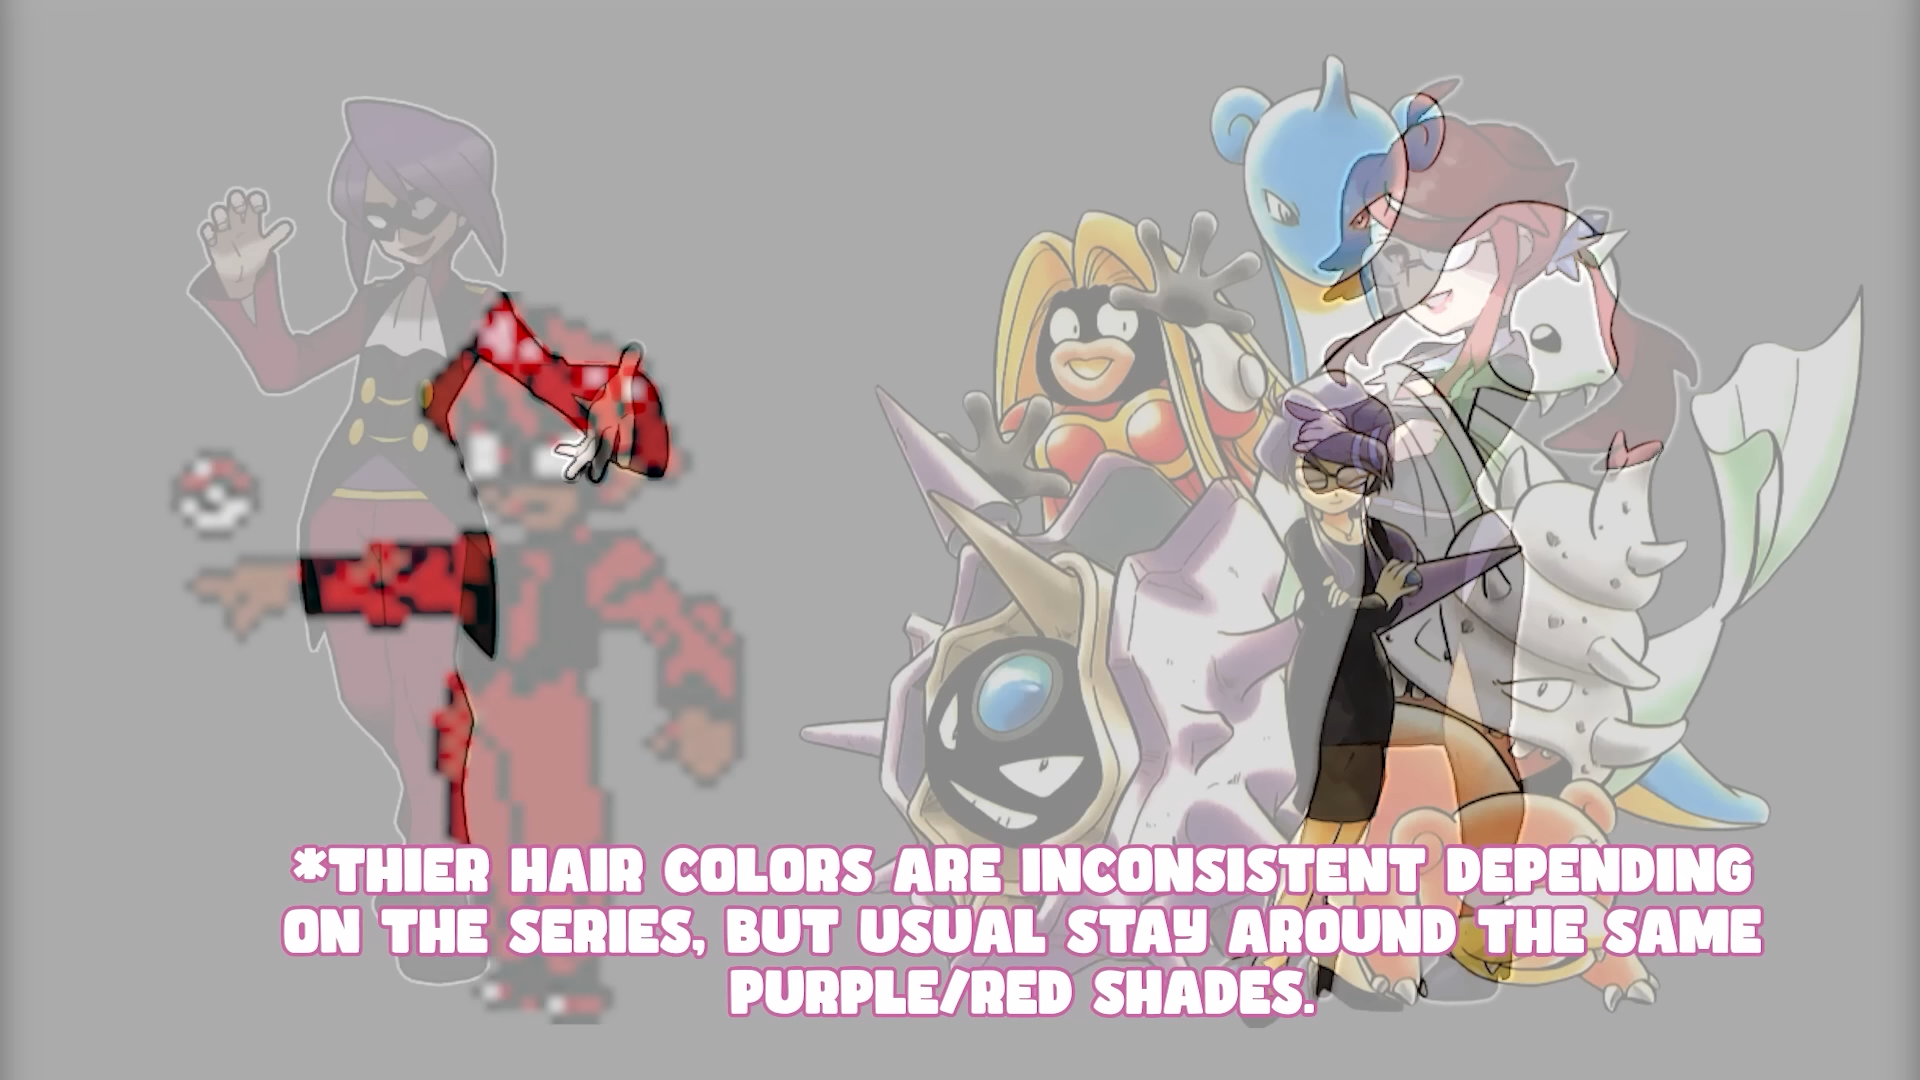 *THIER HAIR COLORS ARE INCONSISTENT DEPENDING
ON THE SERIES, BUT USUAL STAY AROUND THE SAME
PURPLE/RED SHADES.